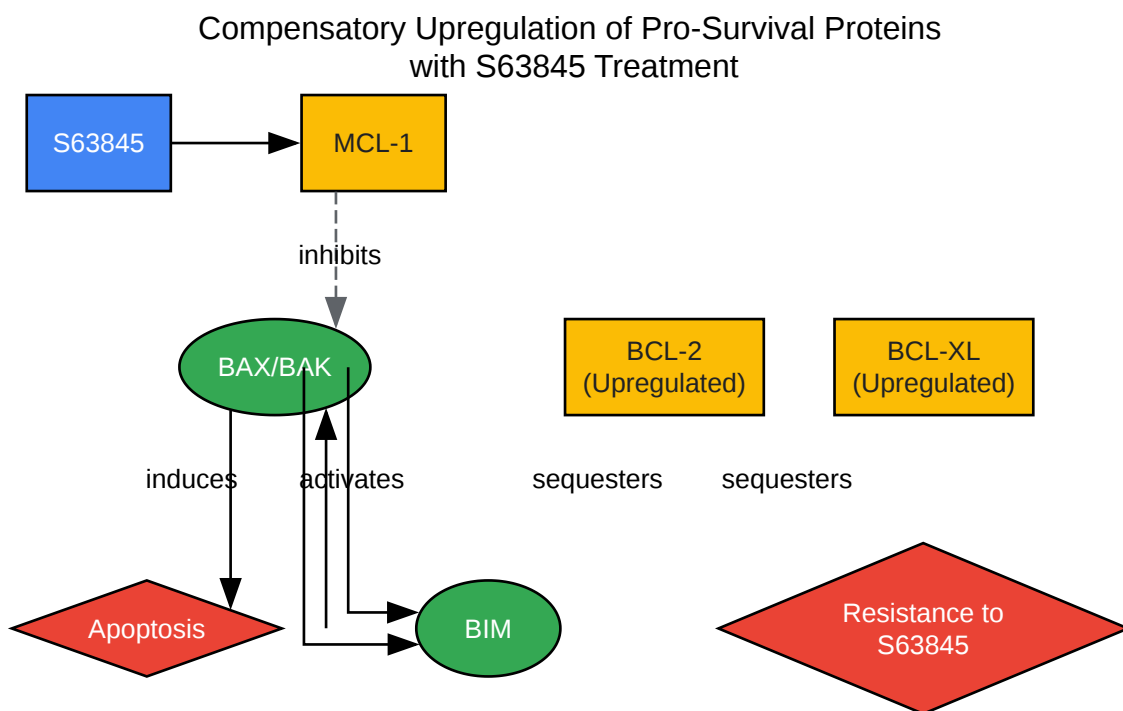 Compensatory Upregulation of Pro-Survival Proteins
with S63845 Treatment
S63845
MCL-1
inhibits
BAX/BAK
BCL-2
(Upregulated)
BCL-XL
(Upregulated)
induces
activates
sequesters
sequesters
Apoptosis
BIM
Resistance to
S63845